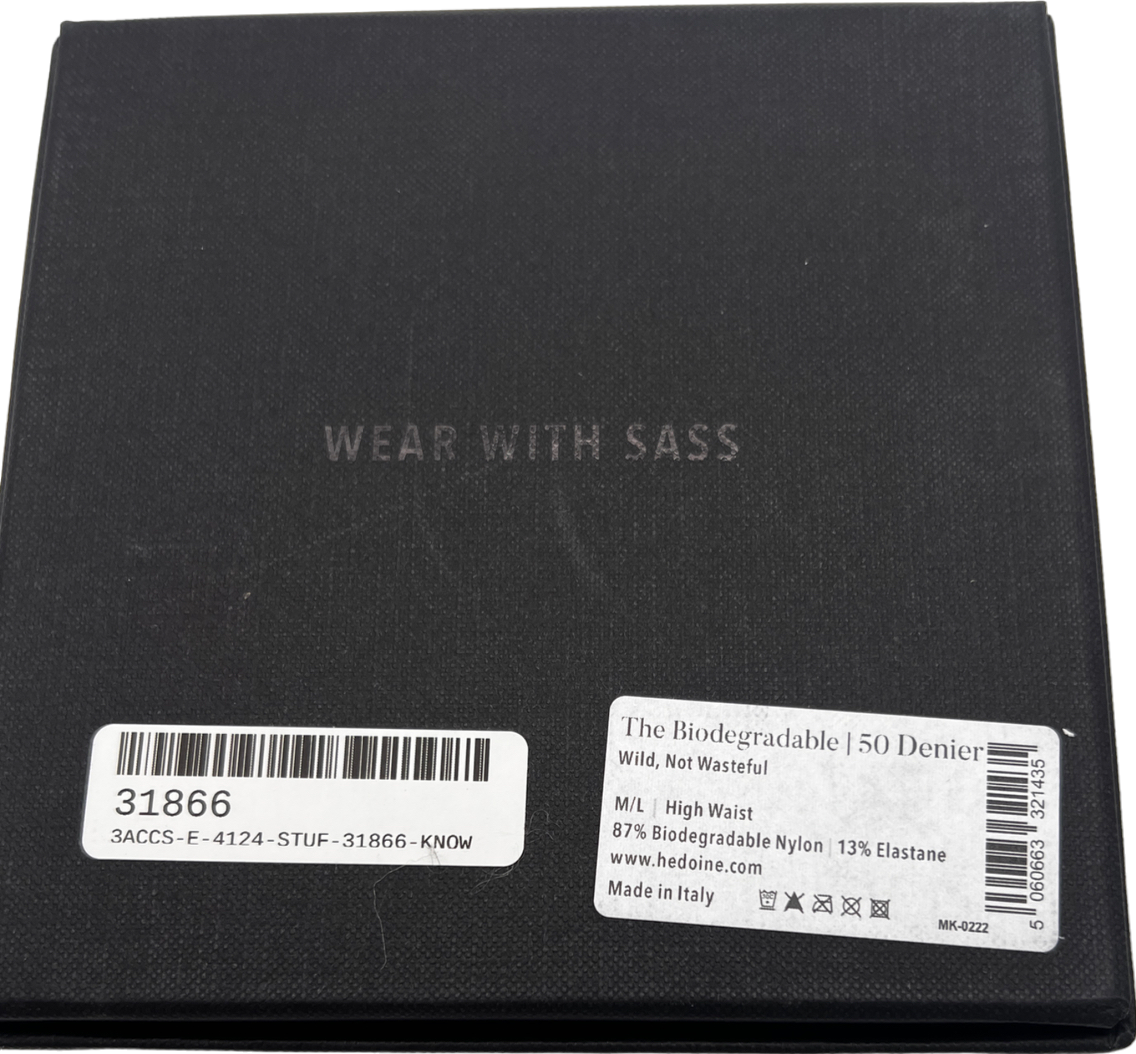 WEAR WITH SASS
31866
3ACCS-E-4124-STUF-31866-KNOW
The Biodegradable | 50 Denier
Wild, Not Wasteful
M/L | High Waist
87% Biodegradable Nylon | 13% Elastane
www.hedoine.com
Made in Italy
MK-0222
5 060663 321435